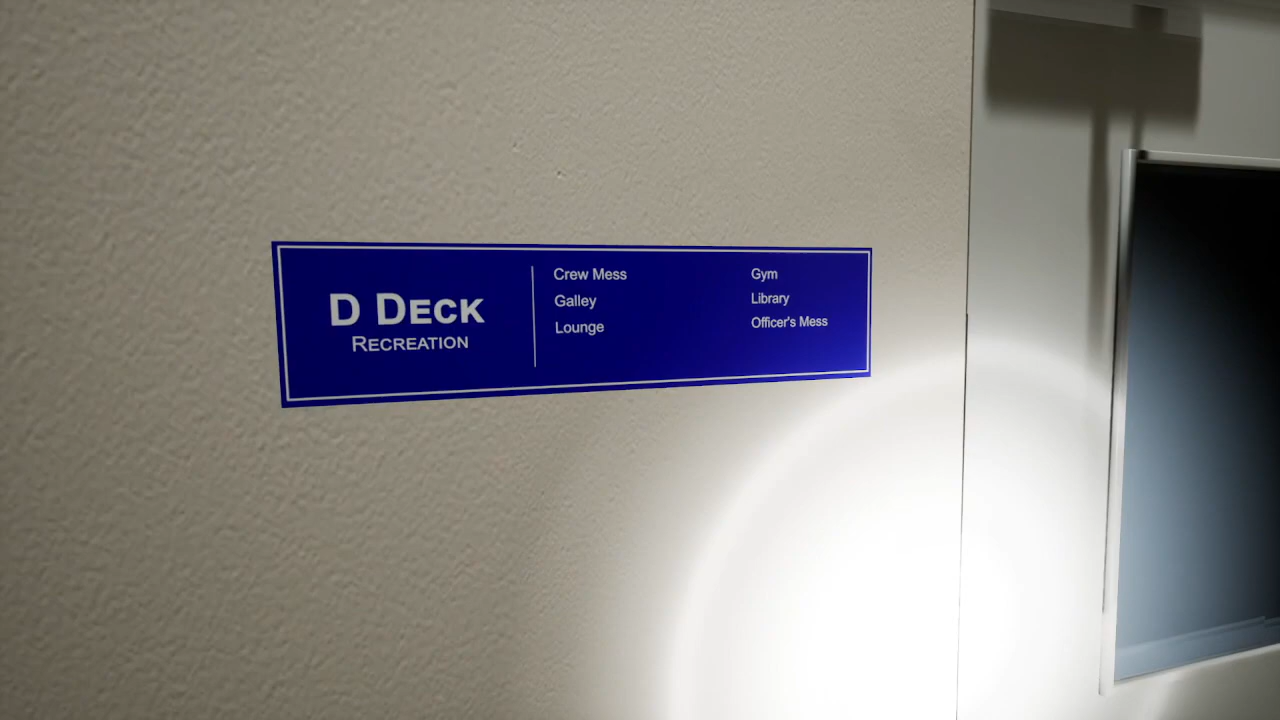 D DECK
RECREATION
Crew Mess
Galley
Lounge
Gym
Library
Officer's Mess